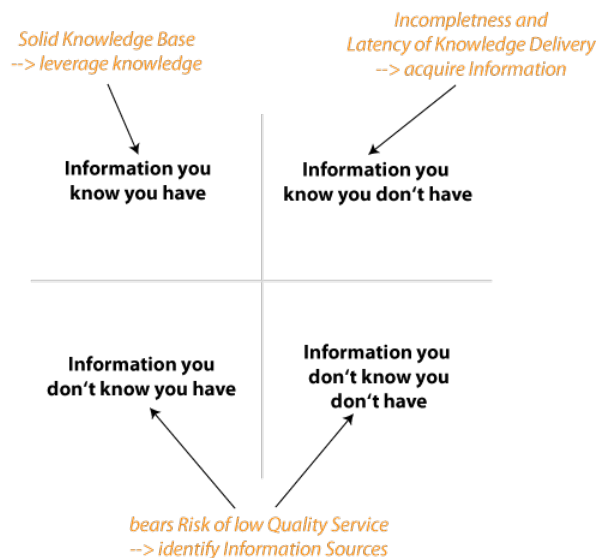 Solid Knowledge Base
--> leverage knowledge
Incompletness and
Latency of Knowledge Delivery
--> acquire Information
Information you
know you have
Information you
know you don‘t have
Information you
don‘t know you have
Information you
don‘t know you
don‘t have
bears Risk of low Quality Service
--> identify Information Sources